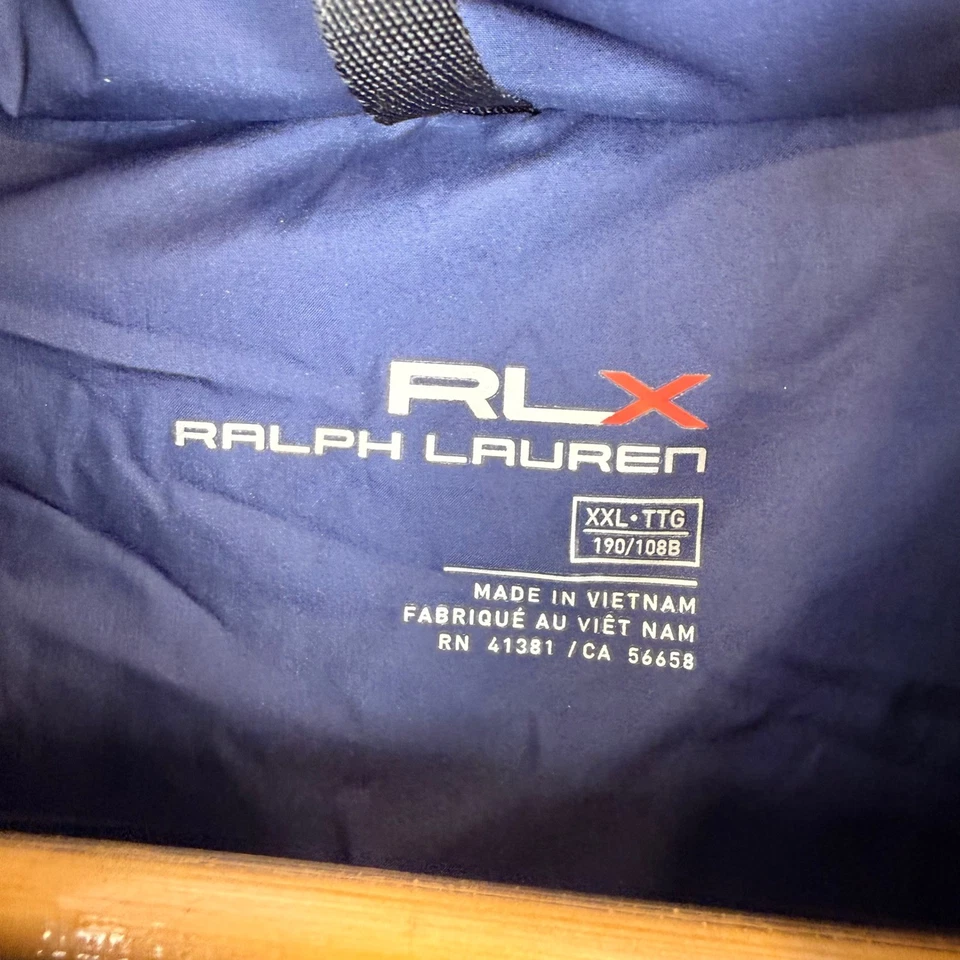 RLX
RALPH LAUREN
XXL•TTG
190/108B
MADE IN VIETNAM
FABRIQUÉ AU VIÊT NAM
RN 41381 /CA 56658